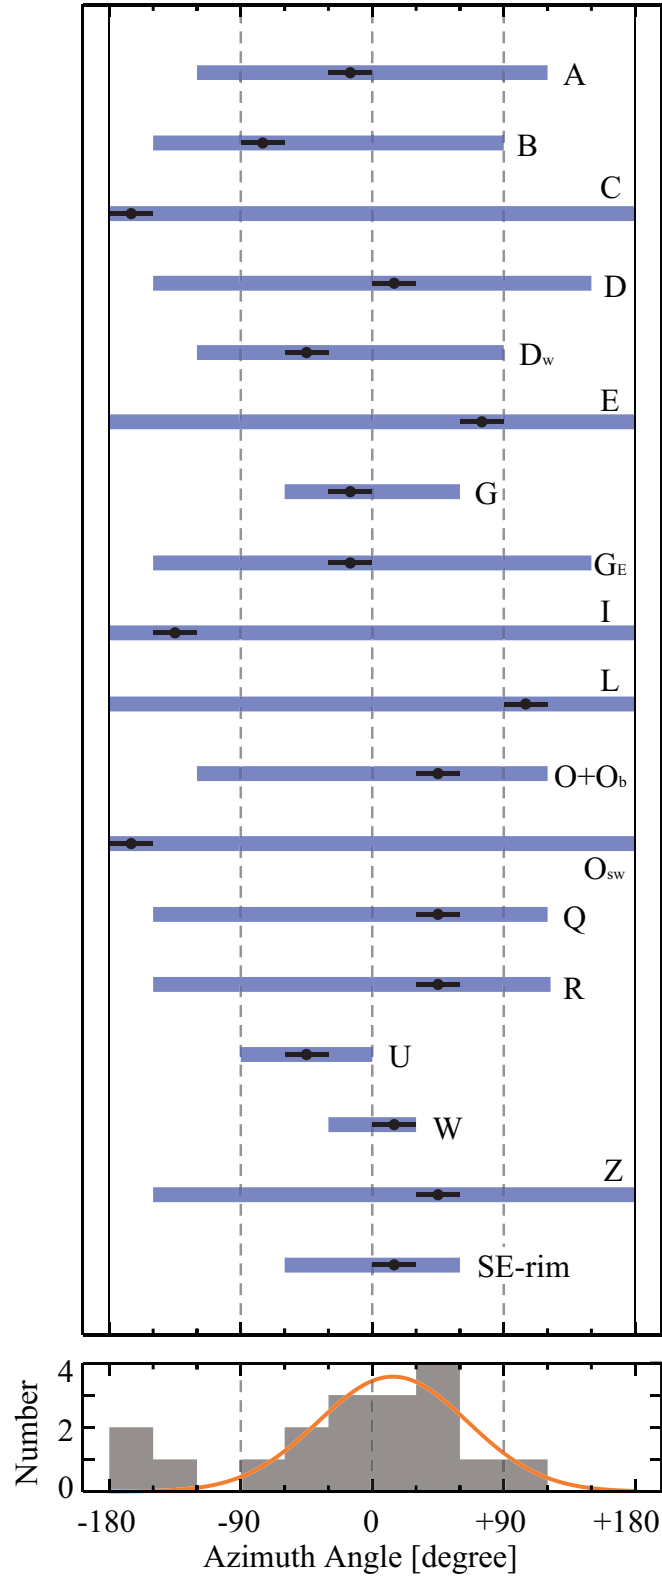 A
B
C
D
Dw
E
G
GE
I
L
O+Ob
Osw
Q
R
U
W
Z
SE-rim
4
2
0
Number
-180 -90 0 +90 +180
Azimuth Angle [degree]